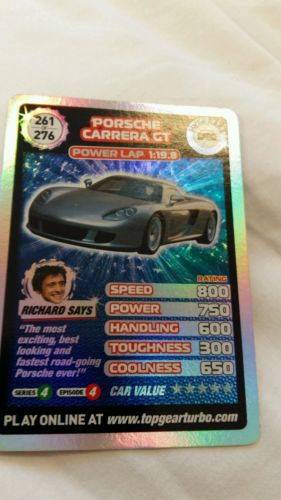 261
OF
276
PORSCHE
CARRERA GT
POWER LAP 1:19.8
RATING
SPEED 800
POWER 750
HANDLING 600
TOUGHNESS 300
COOLNESS 650
RICHARD SAYS
"The most
exciting, best
looking and
fastest road-going
Porsche ever!"
SERIES 4 EPISODE 4
CAR VALUE
PLAY ONLINE AT www.topgearturbo.com